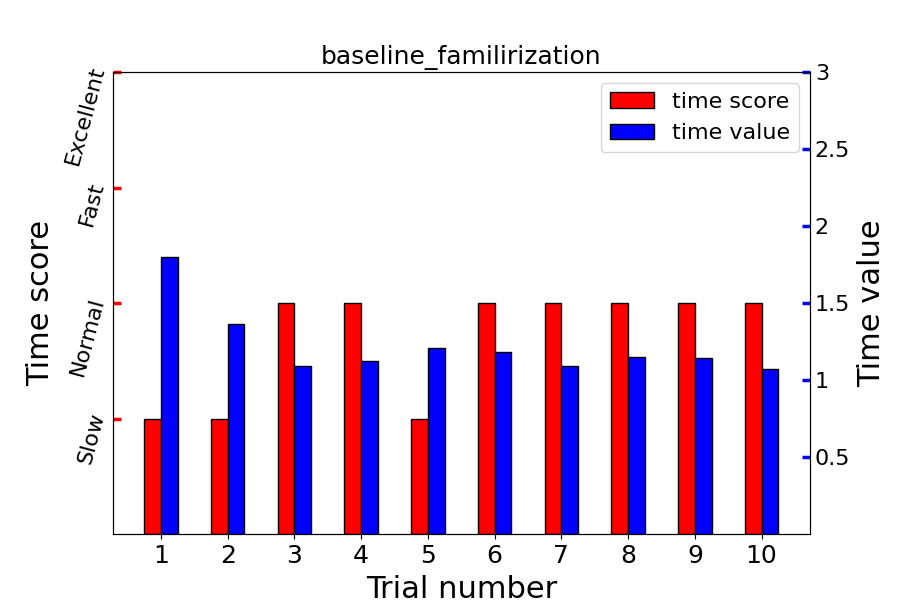 baseline_familirization
time score
time value
Time score
Excellent
Fast
Normal
Slow
3
2.5
2
1.5
1
0.5
Time value
1 2 3 4 5 6 7 8 9 10
Trial number